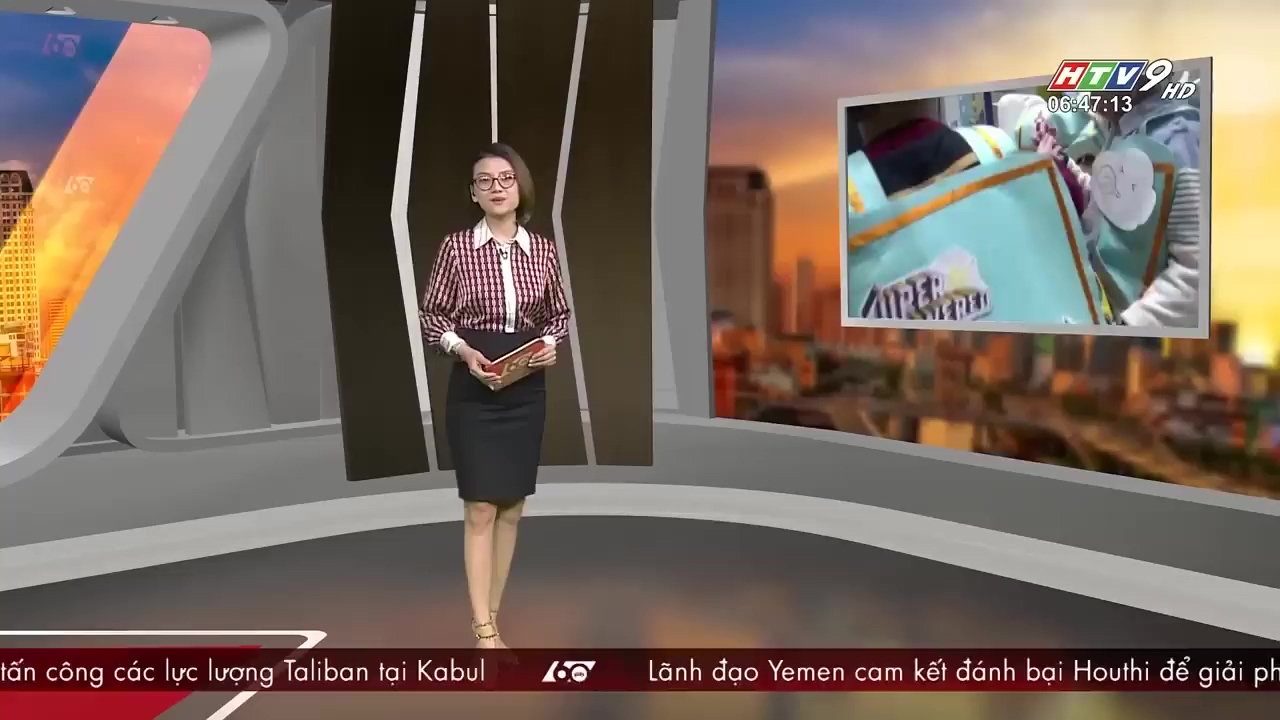 HTV9 HD
06:47:13
tấn công các lực lượng Taliban tại Kabul
60
Lãnh đạo Yemen cam kết đánh bại Houthi để giải ph